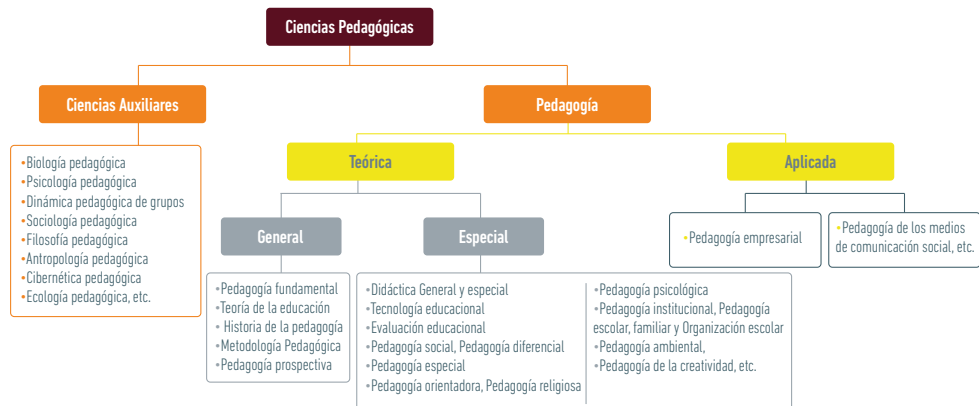 Ciencias Pedagógicas
Ciencias Auxiliares
Pedagogía
•Biología pedagógica
•Psicología pedagógica
•Dinámica pedagógica de grupos
•Sociología pedagógica
•Filosofía pedagógica
•Antropología pedagógica
•Cibernética pedagógica
•Ecología pedagógica, etc.
Teórica
Aplicada
General
Especial
•Pedagogía empresarial
•Pedagogía de los medios
de comunicación social, etc.
•Pedagogía fundamental
•Teoría de la educación
• Historia de la pedagogía
•Metodología Pedagógica
•Pedagogía prospectiva
•Didáctica General y especial
•Tecnología educacional
•Evaluación educacional
•Pedagogía social, Pedagogía diferencial
•Pedagogía especial
•Pedagogía orientadora, Pedagogía religiosa
•Pedagogía psicológica
•Pedagogía institucional, Pedagogía
escolar, familiar y Organización escolar
•Pedagogía ambiental,
•Pedagogía de la creatividad, etc.